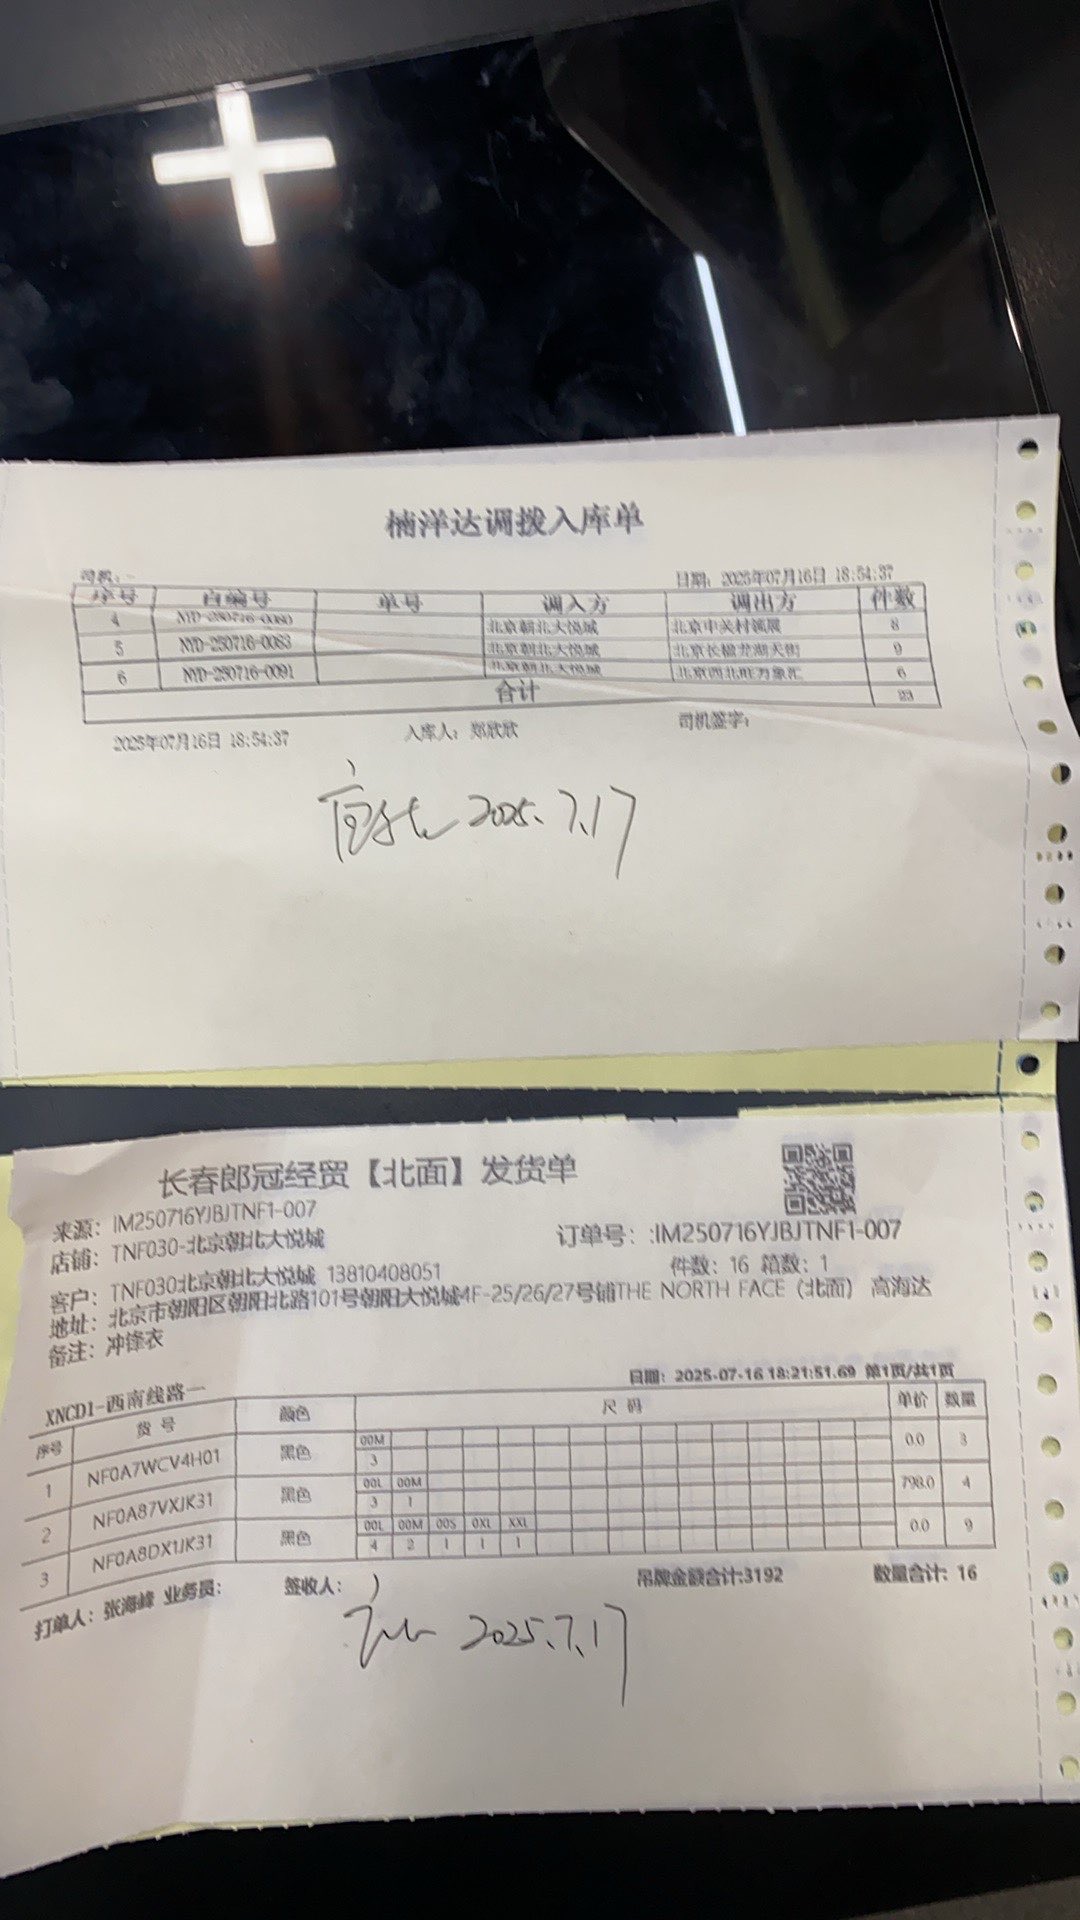 楠洋达调拨入库单
司机：
日期：2025年07月16日 18:54:37
序号 自编号 单号 调入方 调出方 件数
4 NYD-250716-0080 北京朝北大悦城 北京中关村领展 8
5 NYD-250716-0083 北京朝北大悦城 北京长楹龙湖天街 9
6 NYD-250716-0091 北京朝北大悦城 北京西北旺万象汇 6
合计 23
2025年07月16日 18:54:37 入库人：郑欣欣 司机签字：
2025.7.17
长春郎冠经贸【北面】发货单
来源：IM250716YJBJTNF1-007
店铺：TNF030-北京朝北大悦城 订单号：:IM250716YJBJTNF1-007
客户：TNF030北京朝北大悦城 13810408051 件数：16 箱数：1
地址：北京市朝阳区朝阳北路101号朝阳大悦城4F-25/26/27号铺THE NORTH FACE（北面） 高海达
备注：冲锋衣
XNCD1-西南线路一 日期：2025-07-16 18:21:51.69 第1页/共1页
序号 货号 颜色 尺码 单价 数量
1 NF0A7WCV4H01 黑色 00M 0.0 3
3
2 NF0A87VXJK31 黑色 00L 00M 798.0 4
3 1
3 NF0A8DX1JK31 黑色 00L 00M 00S 0XL XXL 0.0 9
4 2 1 1 1
打单人：张海峰 业务员： 签收人： 吊牌金额合计:3192 数量合计：16
2025.7.17